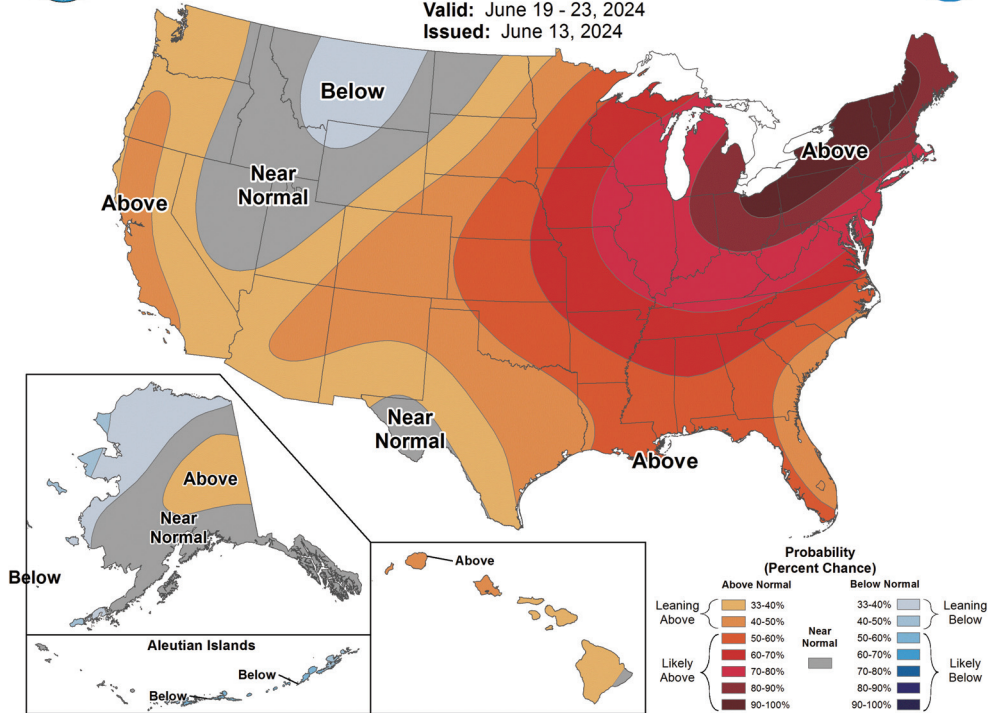 Valid: June 19 - 23, 2024
Issued: June 13, 2024
Below
Near
Normal
Above
Above
Near
Normal
Above
Above
Near
Normal
Below
Aleutian Islands
Below
Below
Above
Probability
(Percent Chance)
Above Normal
Below Normal
Leaning
Above
33-40%
40-50%
Likely
Above
50-60%
60-70%
70-80%
80-90%
90-100%
Near
Normal
33-40%
40-50%
Leaning
Below
50-60%
60-70%
70-80%
80-90%
90-100%
Likely
Below